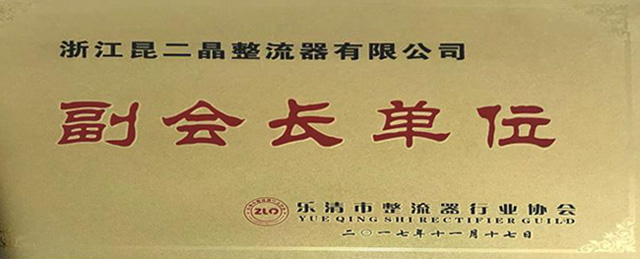 浙江昆二晶整流器有限公司
副会长单位
ZLQ
乐清市整流器行业协会
YUE QING SHI RECTIFIER GUILD
二〇一七年十一月十七日